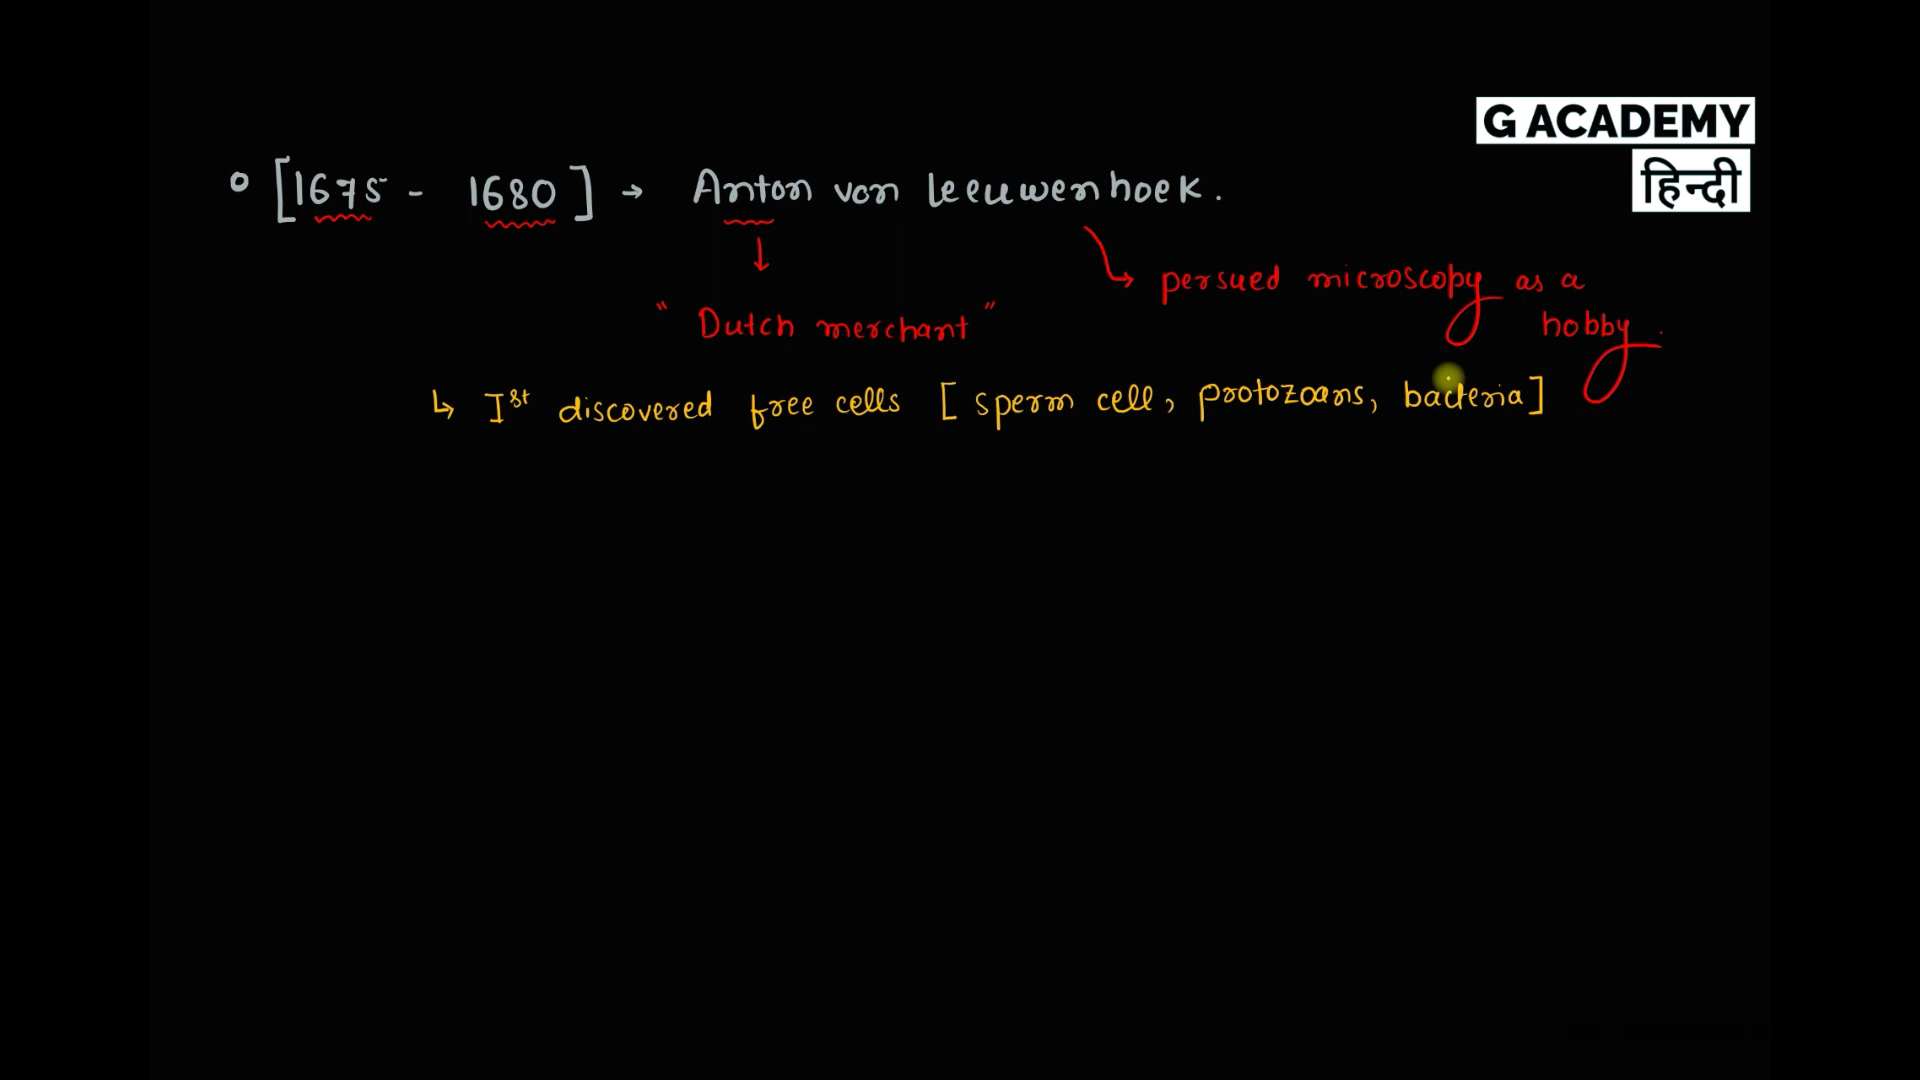 G ACADEMY
हिन्दी
o [1675 - 1680] → Anton von Leeuwenhoek.
↓
" Dutch merchant "
↳ persued microscopy as a
hobby.
↳ Ist discovered free cells [ sperm cell, protozoans, bacteria]